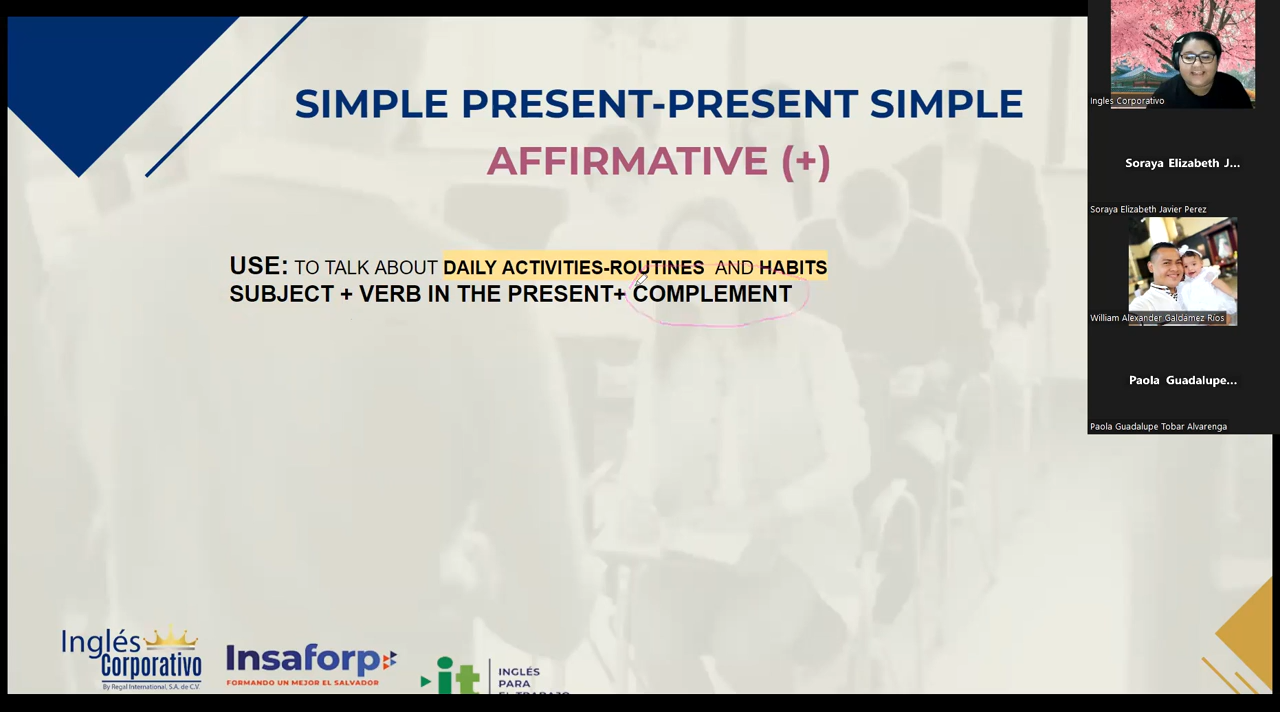 SIMPLE PRESENT-PRESENT SIMPLE
AFFIRMATIVE (+)
USE: TO TALK ABOUT DAILY ACTIVITIES-ROUTINES AND HABITS
SUBJECT + VERB IN THE PRESENT+ COMPLEMENT
Ingles Corporativo
Soraya Elizabeth J...
Soraya Elizabeth Javier Perez
William Alexander Galdamez Rios
Paola Guadalupe...
Paola Guadalupe Tobar Alvarenga
Inglés
Corporativo
By Regal International, S.A. de C.V.
Insaforp
FORMANDO UN MEJOR EL SALVADOR
it
INGLÉS
PARA
EL TRABAJO